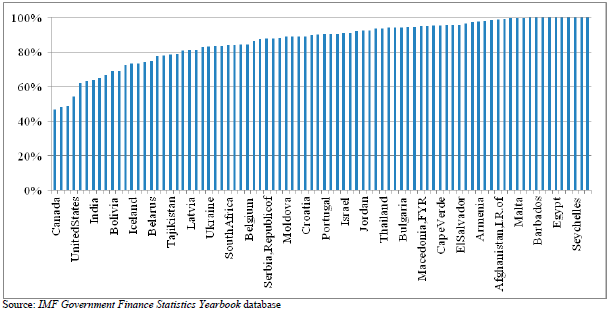 100%
80%
60%
40%
20%
0%
Canada
UnitedStates
India
Bolivia
Iceland
Belarus
Tajikistan
Latvia
Ukraine
SouthAfrica
Belgium
Serbia,Republicof
Moldova
Croatia
Portugal
Israel
Jordan
Thailand
Bulgaria
Macedonia,FYR
CapeVerde
ElSalvador
Armenia
Afghanistan,I.R.of
Malta
Barbados
Egypt
Seychelles
Source: IMF Government Finance Statistics Yearbook database